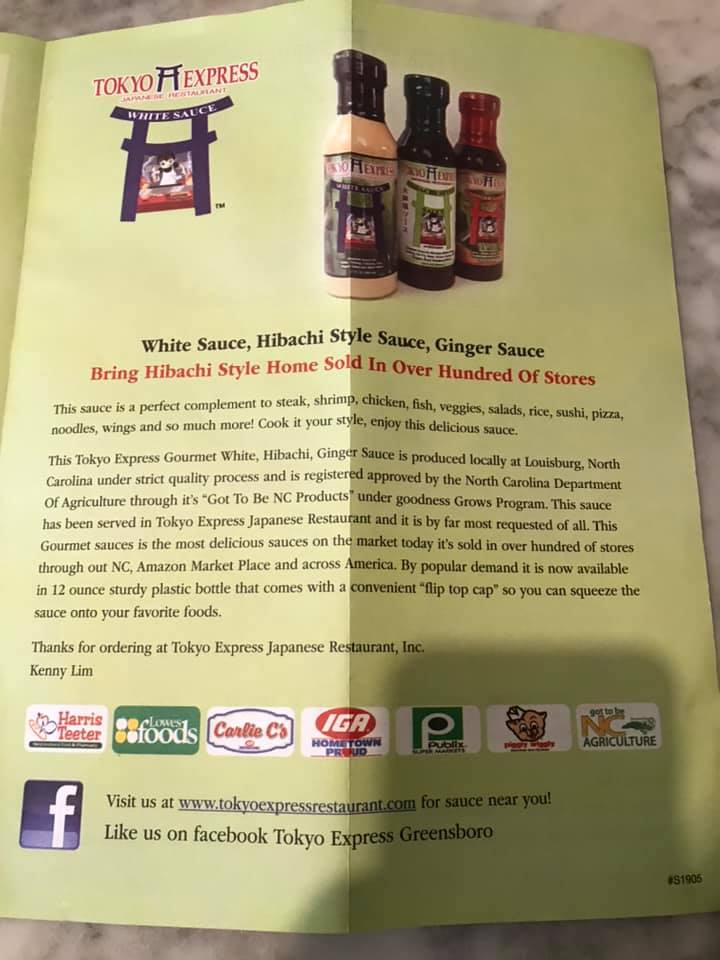 TOKYO EXPRESS
JAPANESE RESTAURANT
WHITE SAUCE
TM
TOKYO EXPRESS
WHITE SAUCE
White Sauce, Hibachi Style Sauce, Ginger Sauce
Bring Hibachi Style Home Sold In Over Hundred Of Stores
This sauce is a perfect complement to steak, shrimp, chicken, fish, veggies, salads, rice, sushi, pizza,
noodles, wings and so much more! Cook it your style, enjoy this delicious sauce.
This Tokyo Express Gourmet White, Hibachi, Ginger Sauce is produced locally at Louisburg, North
Carolina under strict quality process and is registered approved by the North Carolina Department
Of Agriculture through it's “Got To Be NC Products” under goodness Grows Program. This sauce
has been served in Tokyo Express Japanese Restaurant and it is by far most requested of all. This
Gourmet sauces is the most delicious sauces on the market today it's sold in over hundred of stores
through out NC, Amazon Market Place and across America. By popular demand it is now available
in 12 ounce sturdy plastic bottle that comes with a convenient “flip top cap” so you can squeeze the
sauce onto your favorite foods.
Thanks for ordering at Tokyo Express Japanese Restaurant, Inc.
Kenny Lim
Harris Teeter
Lowes foods
Carlie C's
IGA HOMETOWN PROUD
P Publix SUPER MARKETS
piggly wiggly
got to be NC AGRICULTURE
f
Visit us at www.tokyoexpressrestaurant.com for sauce near you!
Like us on facebook Tokyo Express Greensboro
#S1905